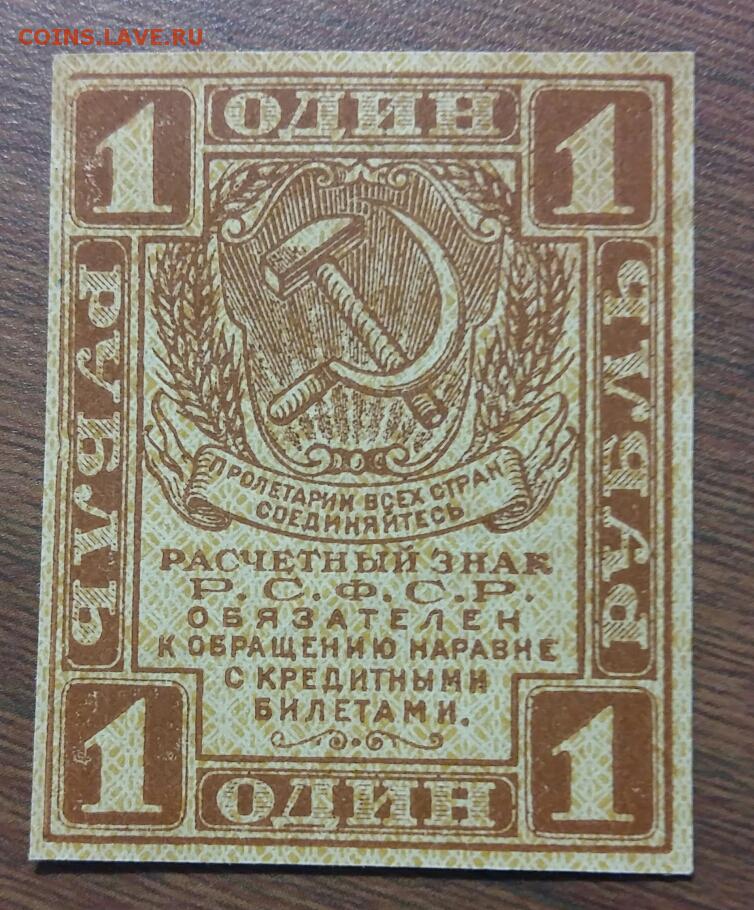 COINS.LAVE.RU
1 ОДИН 1
РУБЛЬ
РУБЛЬ
ПРОЛЕТАРИИ ВСЕХ СТРАН
СОЕДИНЯЙТЕСЬ
РАСЧЕТНЫЙ ЗНАК
Р.С.Ф.С.Р.
ОБЯЗАТЕЛЕН
К ОБРАЩЕНИЮ НАРАВНЕ
С КРЕДИТНЫМИ
БИЛЕТАМИ.
1 ОДИН 1